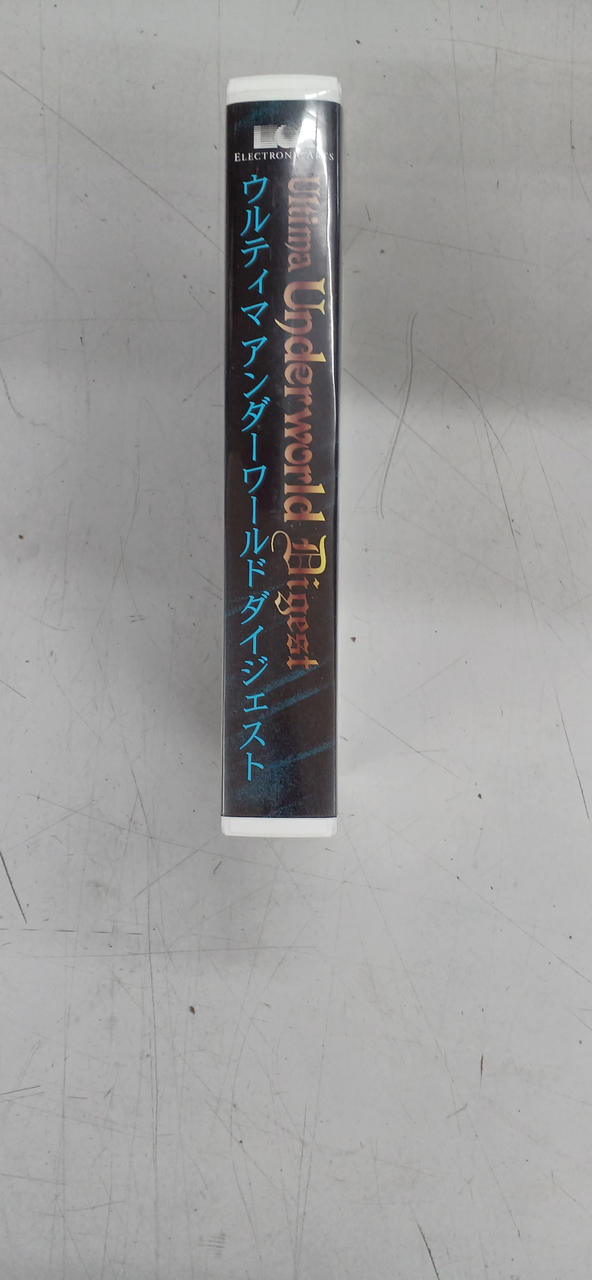 ELECTRONIC ARTS
Ultima Underworld Digest
ウルティマ アンダーワールド ダイジェスト